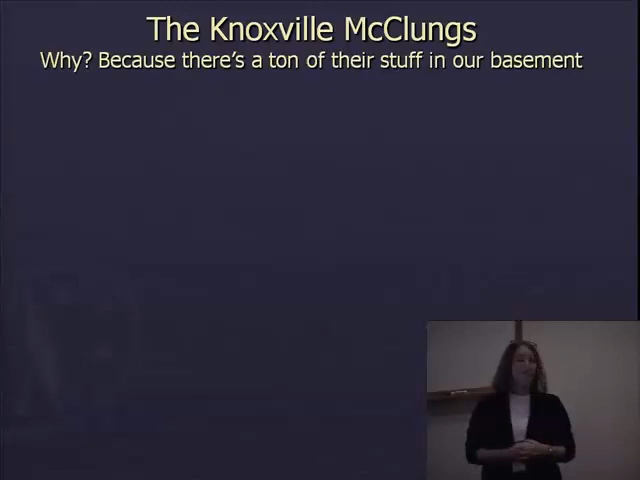 The Knoxville McClungs
Why? Because there's a ton of their stuff in our basement